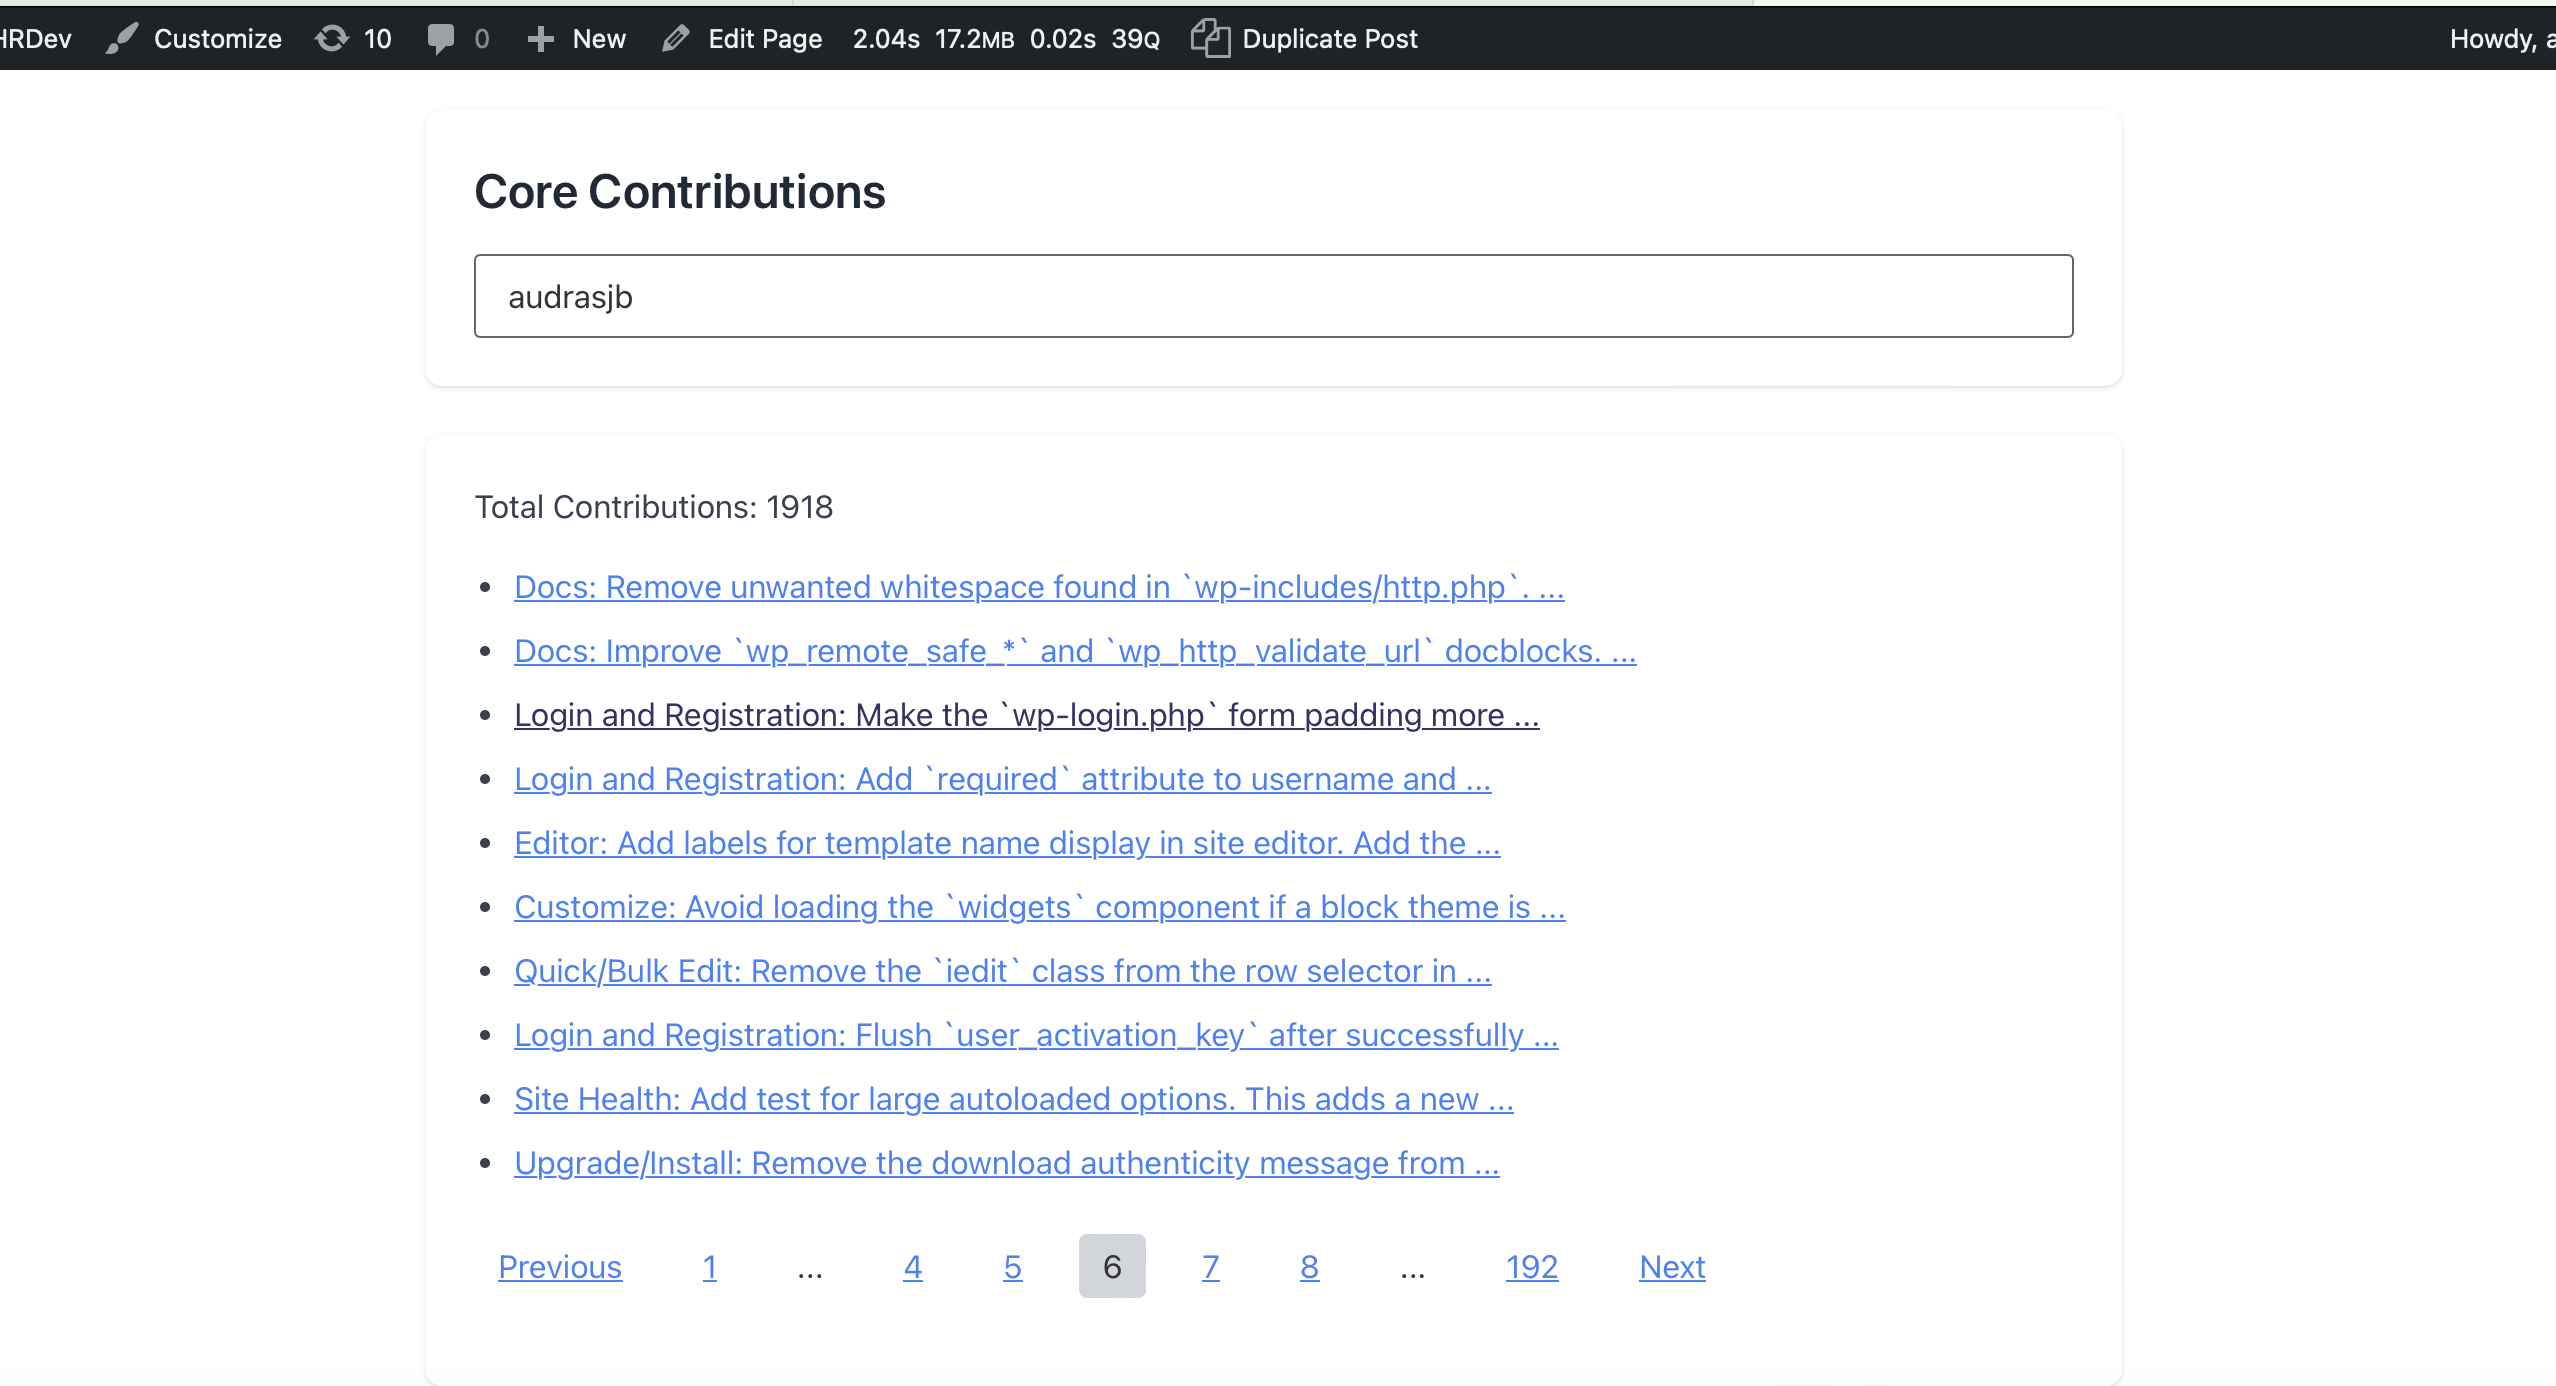 HRDev Customize 10 0 New Edit Page 2.04s 17.2MB 0.02s 39Q Duplicate Post Howdy, a
Core Contributions
audrasjb
Total Contributions: 1918
Docs: Remove unwanted whitespace found in `wp-includes/http.php`. ...
Docs: Improve `wp_remote_safe_*` and `wp_http_validate_url` docblocks. ...
Login and Registration: Make the `wp-login.php` form padding more ...
Login and Registration: Add `required` attribute to username and ...
Editor: Add labels for template name display in site editor. Add the ...
Customize: Avoid loading the `widgets` component if a block theme is ...
Quick/Bulk Edit: Remove the `iedit` class from the row selector in ...
Login and Registration: Flush `user_activation_key` after successfully ...
Site Health: Add test for large autoloaded options. This adds a new ...
Upgrade/Install: Remove the download authenticity message from ...
Previous 1 ... 4 5 6 7 8 ... 192 Next